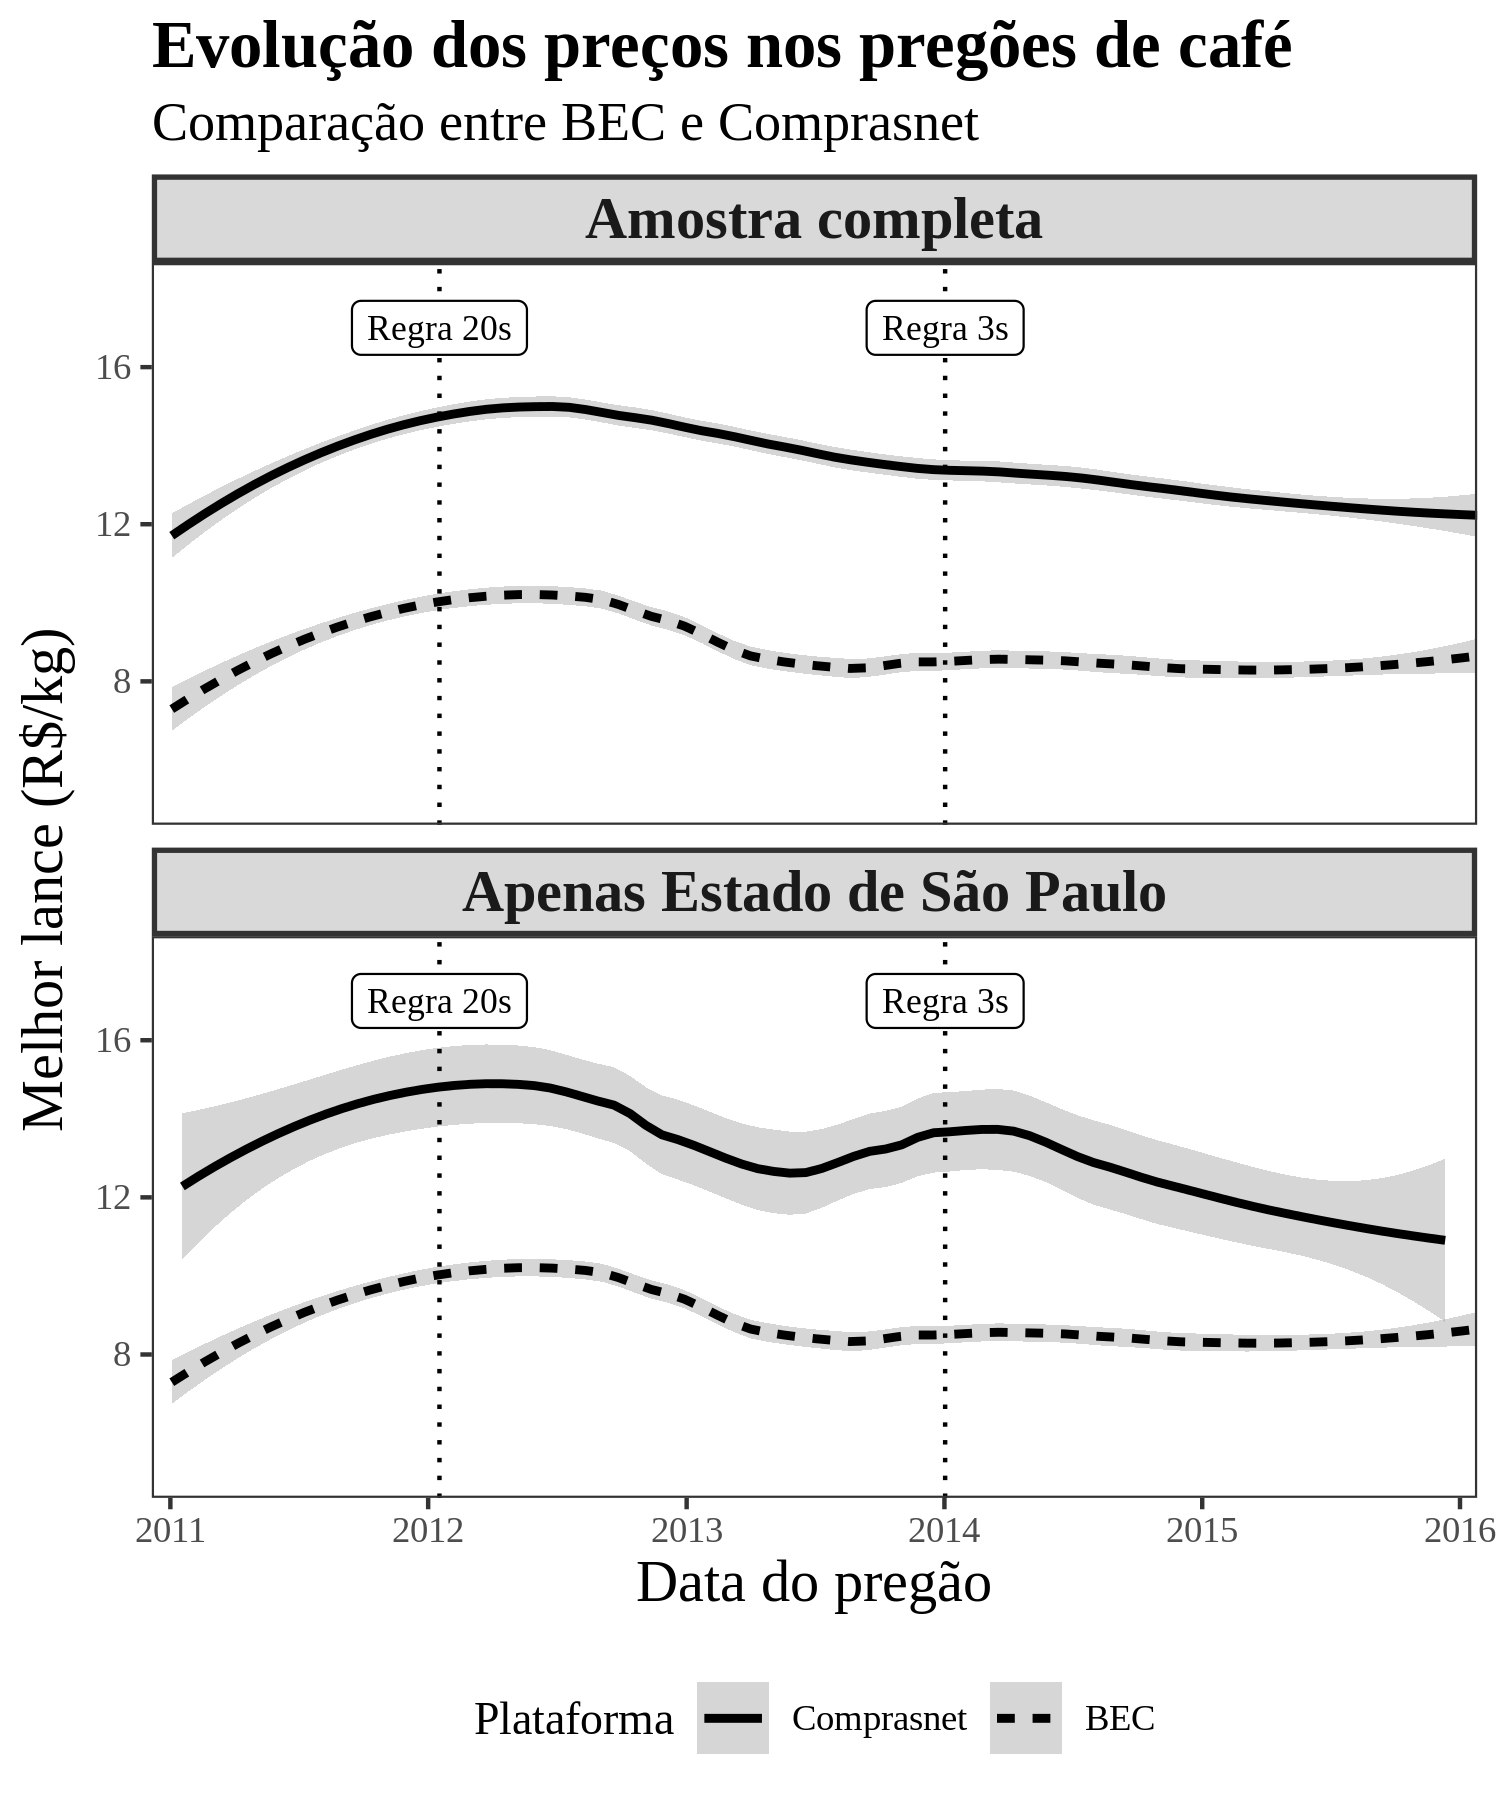 Evolução dos preços nos pregões de café
Comparação entre BEC e Comprasnet
Amostra completa
Regra 20s
Regra 3s
16
12
8
Melhor lance (R$/kg)
Apenas Estado de São Paulo
Regra 20s
Regra 3s
16
12
8
2011 2012 2013 2014 2015 2016
Data do pregão
Plataforma Comprasnet BEC